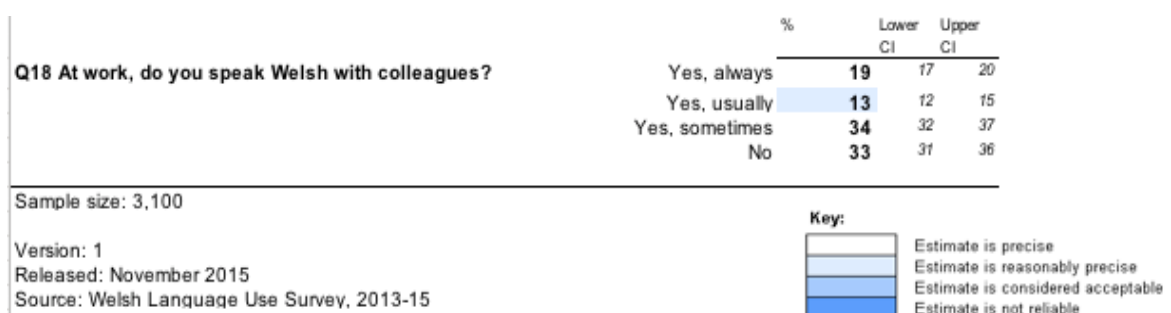 % Lower Upper
CI CI
Q18 At work, do you speak Welsh with colleagues? Yes, always 19 17 20
Yes, usually 13 12 15
Yes, sometimes 34 32 37
No 33 31 36
Sample size: 3,100
Key:
Version: 1 Estimate is precise
Released: November 2015 Estimate is reasonably precise
Source: Welsh Language Use Survey, 2013-15 Estimate is considered acceptable
Estimate is not reliable